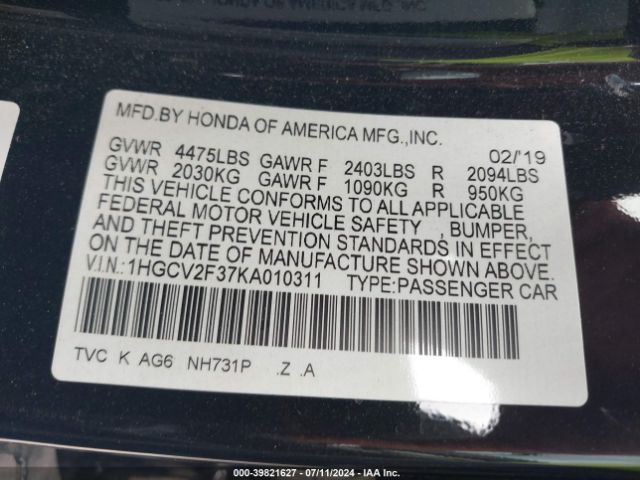 MFD.BY HONDA OF AMERICA MFG.,INC.
02/'19
GVWR 4475LBS GAWR F 2403LBS R 2094LBS
GVWR 2030KG GAWR F 1090KG R 950KG
THIS VEHICLE CONFORMS TO ALL APPLICABLE
FEDERAL MOTOR VEHICLE SAFETY , BUMPER,
AND THEFT PREVENTION STANDARDS IN EFFECT
ON THE DATE OF MANUFACTURE SHOWN ABOVE.
V.I.N.:1HGCV2F37KA010311 TYPE:PASSENGER CAR
TVC K AG6 NH731P .Z .A
000-39821627 - 07/11/2024 - IAA Inc.